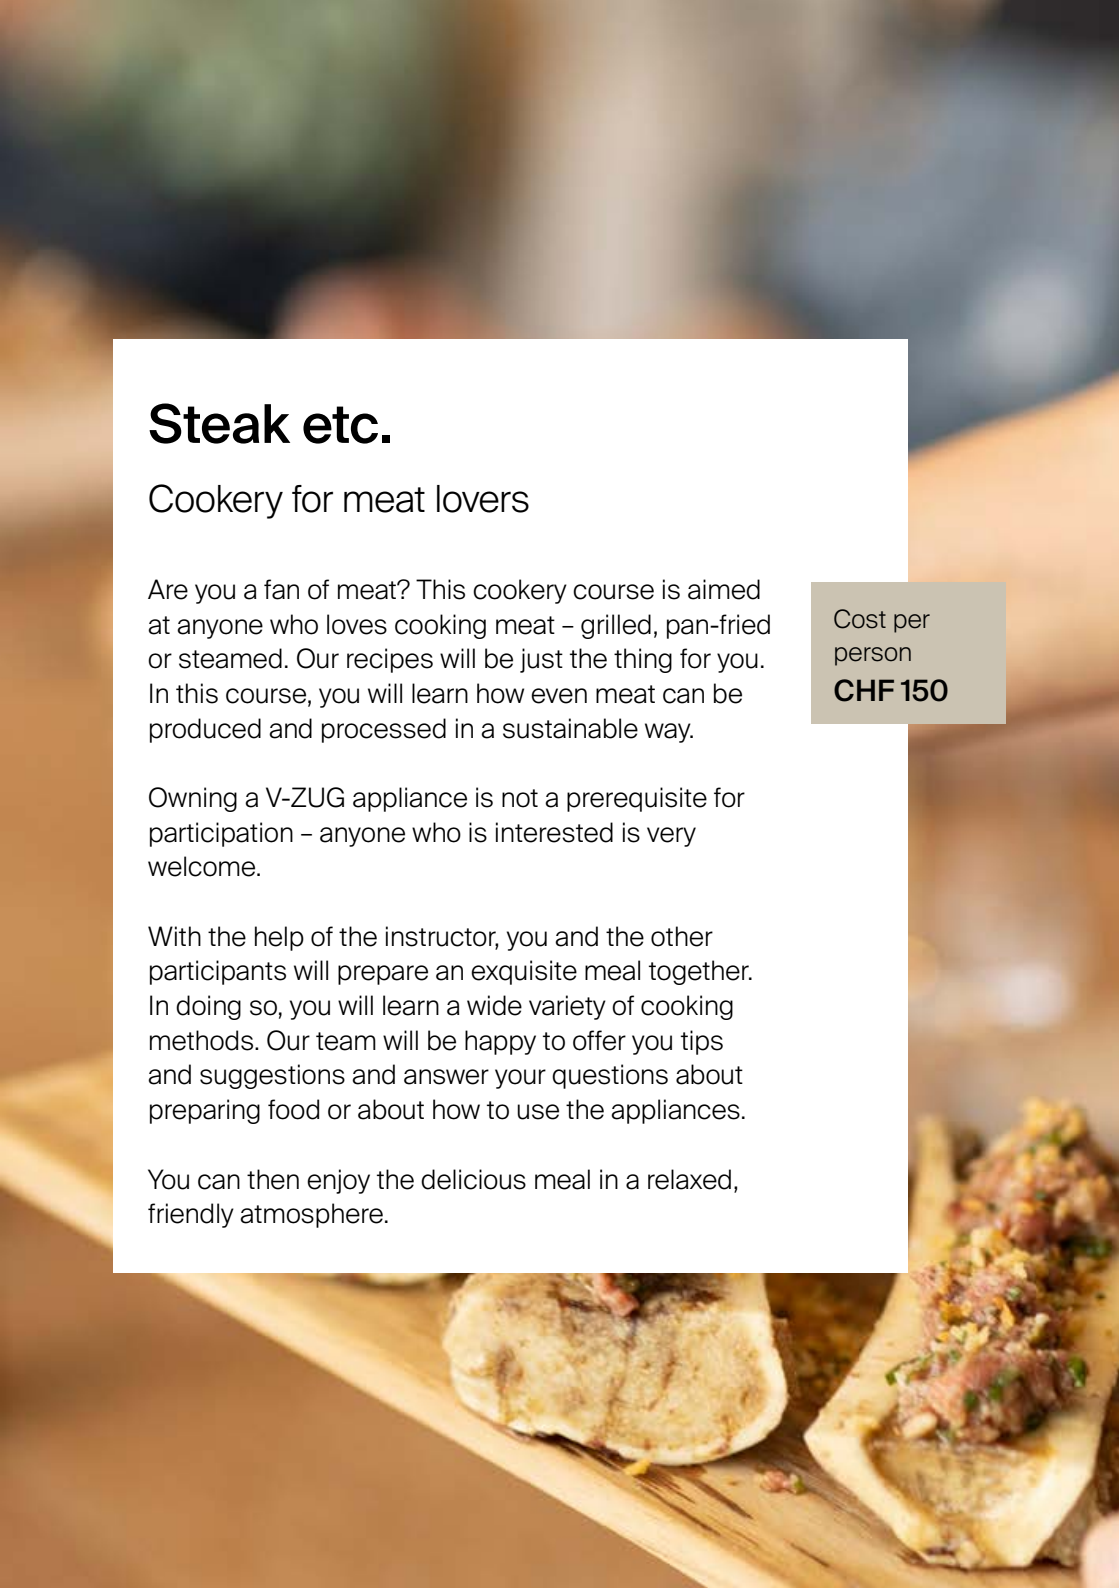 Steak etc.
Cookery for meat lovers
Are you a fan of meat? This cookery course is aimed
at anyone who loves cooking meat – grilled, pan-fried
or steamed. Our recipes will be just the thing for you.
In this course, you will learn how even meat can be
produced and processed in a sustainable way.
Owning a V-ZUG appliance is not a prerequisite for
participation – anyone who is interested is very
welcome.
With the help of the instructor, you and the other
participants will prepare an exquisite meal together.
In doing so, you will learn a wide variety of cooking
methods. Our team will be happy to offer you tips
and suggestions and answer your questions about
preparing food or about how to use the appliances.
You can then enjoy the delicious meal in a relaxed,
friendly atmosphere.
Cost per
person
CHF 150